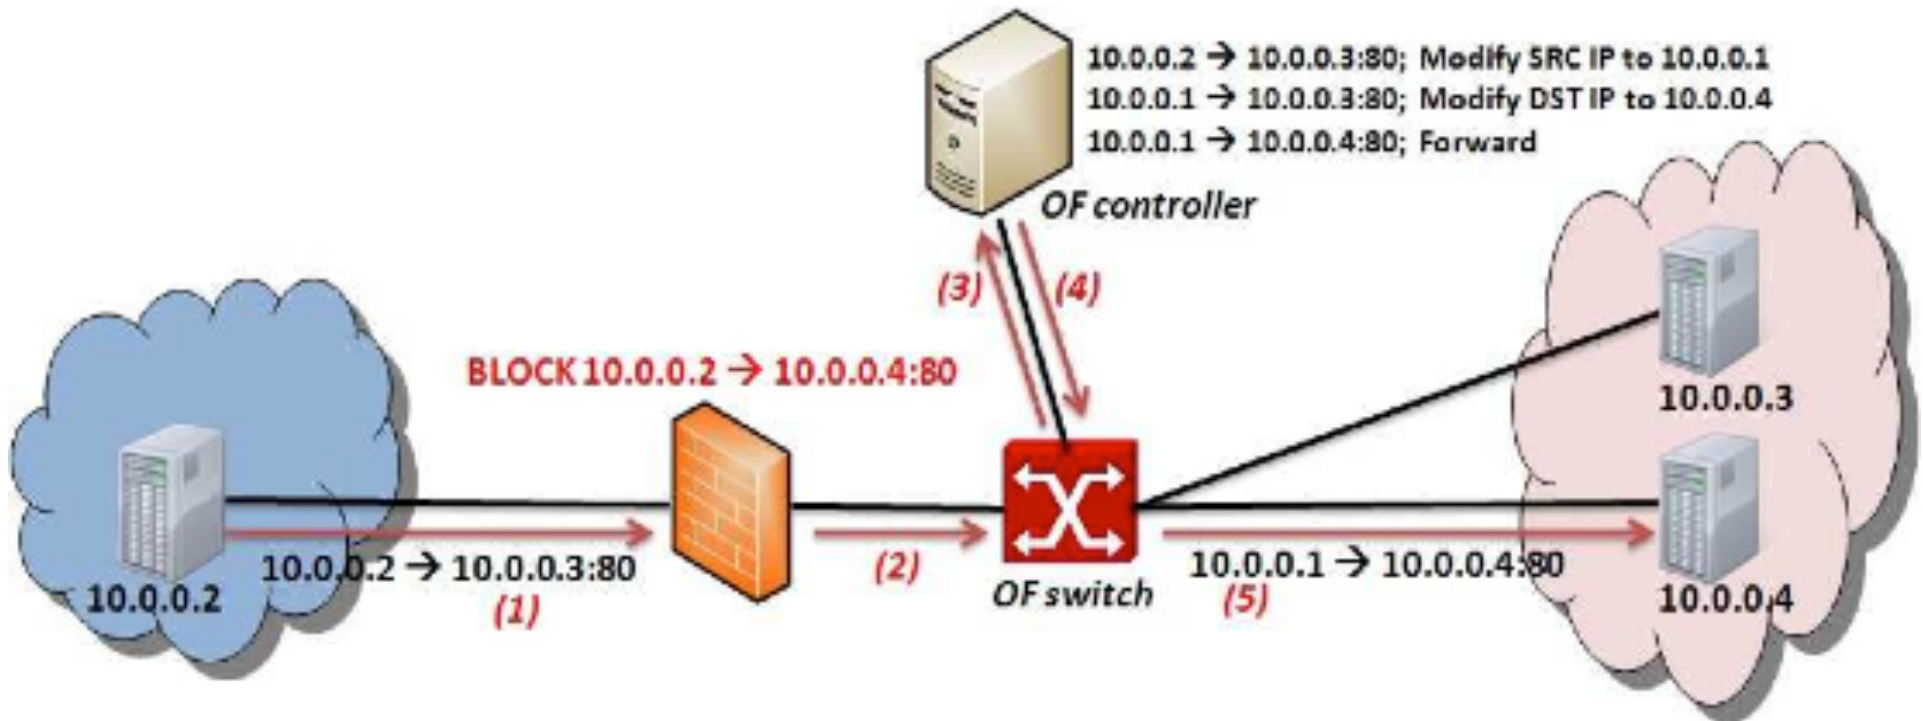 10.0.0.2 → 10.0.0.3:80; Modify SRC IP to 10.0.0.1
10.0.0.1 → 10.0.0.3:80; Modify DST IP to 10.0.0.4
10.0.0.1 → 10.0.0.4:80; Forward
OF controller
(3)
(4)
BLOCK 10.0.0.2 → 10.0.0.4:80
10.0.0.3
10.0.0.2
10.0.0.2 → 10.0.0.3:80
(1)
(2)
OF switch
10.0.0.1 → 10.0.0.4:80
(5)
10.0.0.4